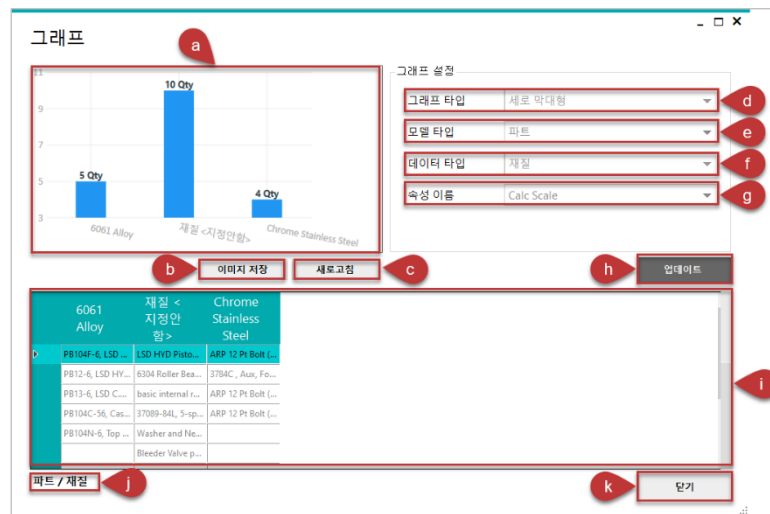 그래프
a
11
9
7
5
3
10 Qty
5 Qty
4 Qty
6061 Alloy
재질 <지정안함>
Chrome Stainless Steel
그래프 설정
그래프 타입 세로 막대형 d
모델 타입 파트 e
데이터 타입 재질 f
속성 이름 Calc Scale g
b 이미지 저장 새로고침 c
h 업데이트
6061
Alloy
재질 <
지정안
함>
Chrome
Stainless
Steel
PB104F-6, LSD ... LSD HYD Pisto... ARP 12 Pt Bolt (...
PB12-6, LSD HY... 6304 Roller Bea... 3784C , Aux, Fo...
PB13-6, LSD C.... basic internal r... ARP 12 Pt Bolt (...
PB104C-56, Cas... 37089-84L, 5-sp... ARP 12 Pt Bolt (...
PB104N-6, Top ... Washer and Ne...
Bleeder Valve p...
i
파트 / 재질 j
k 닫기